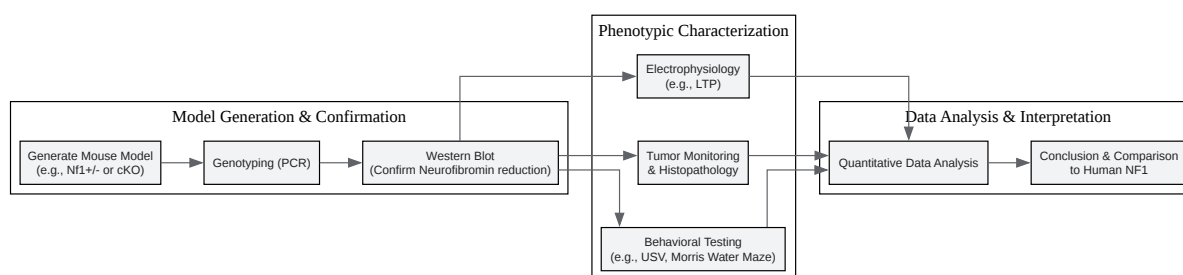 Model Generation & Confirmation
Generate Mouse Model
(e.g., Nf1+/- or cKO)
Genotyping (PCR)
Western Blot
(Confirm Neurofibromin reduction)
Phenotypic Characterization
Electrophysiology
(e.g., LTP)
Tumor Monitoring
& Histopathology
Behavioral Testing
(e.g., USV, Morris Water Maze)
Data Analysis & Interpretation
Quantitative Data Analysis
Conclusion & Comparison
to Human NF1